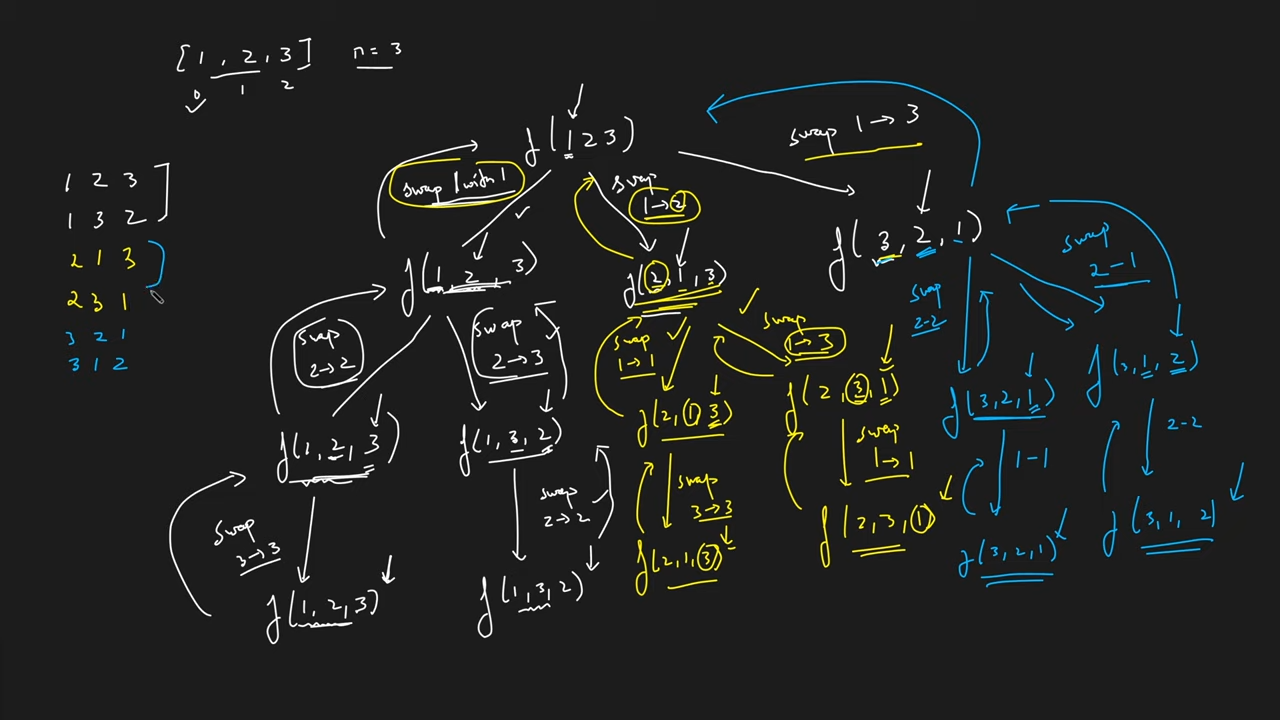 [1, 2, 3] n = 3
0 1 2
f(1 2 3)
swap 1 → 3
swap 1 with 1
swap
1 → 2
1 2 3
1 3 2
2 1 3
2 3 1
3 2 1
3 1 2
f(1, 2, 3)
f(2, 1, 3)
f(3, 2, 1)
swap
2 → 2
swap
2 → 3
swap
1 → 1
swap
1 → 3
swap
2-2
swap
2 - 1
f(1, 2, 3)
f(1, 3, 2)
f(2, 1, 3)
f(2, 3, 1)
f(3, 2, 1)
f(3, 1, 2)
swap
3 → 3
swap
2 → 2
swap
3 → 3
swap
1 → 1
1 - 1
2 - 2
f(1, 2, 3)
f(1, 3, 2)
f(2, 1, 3)
f(2, 3, 1)
f(3, 2, 1)
f(3, 1, 2)